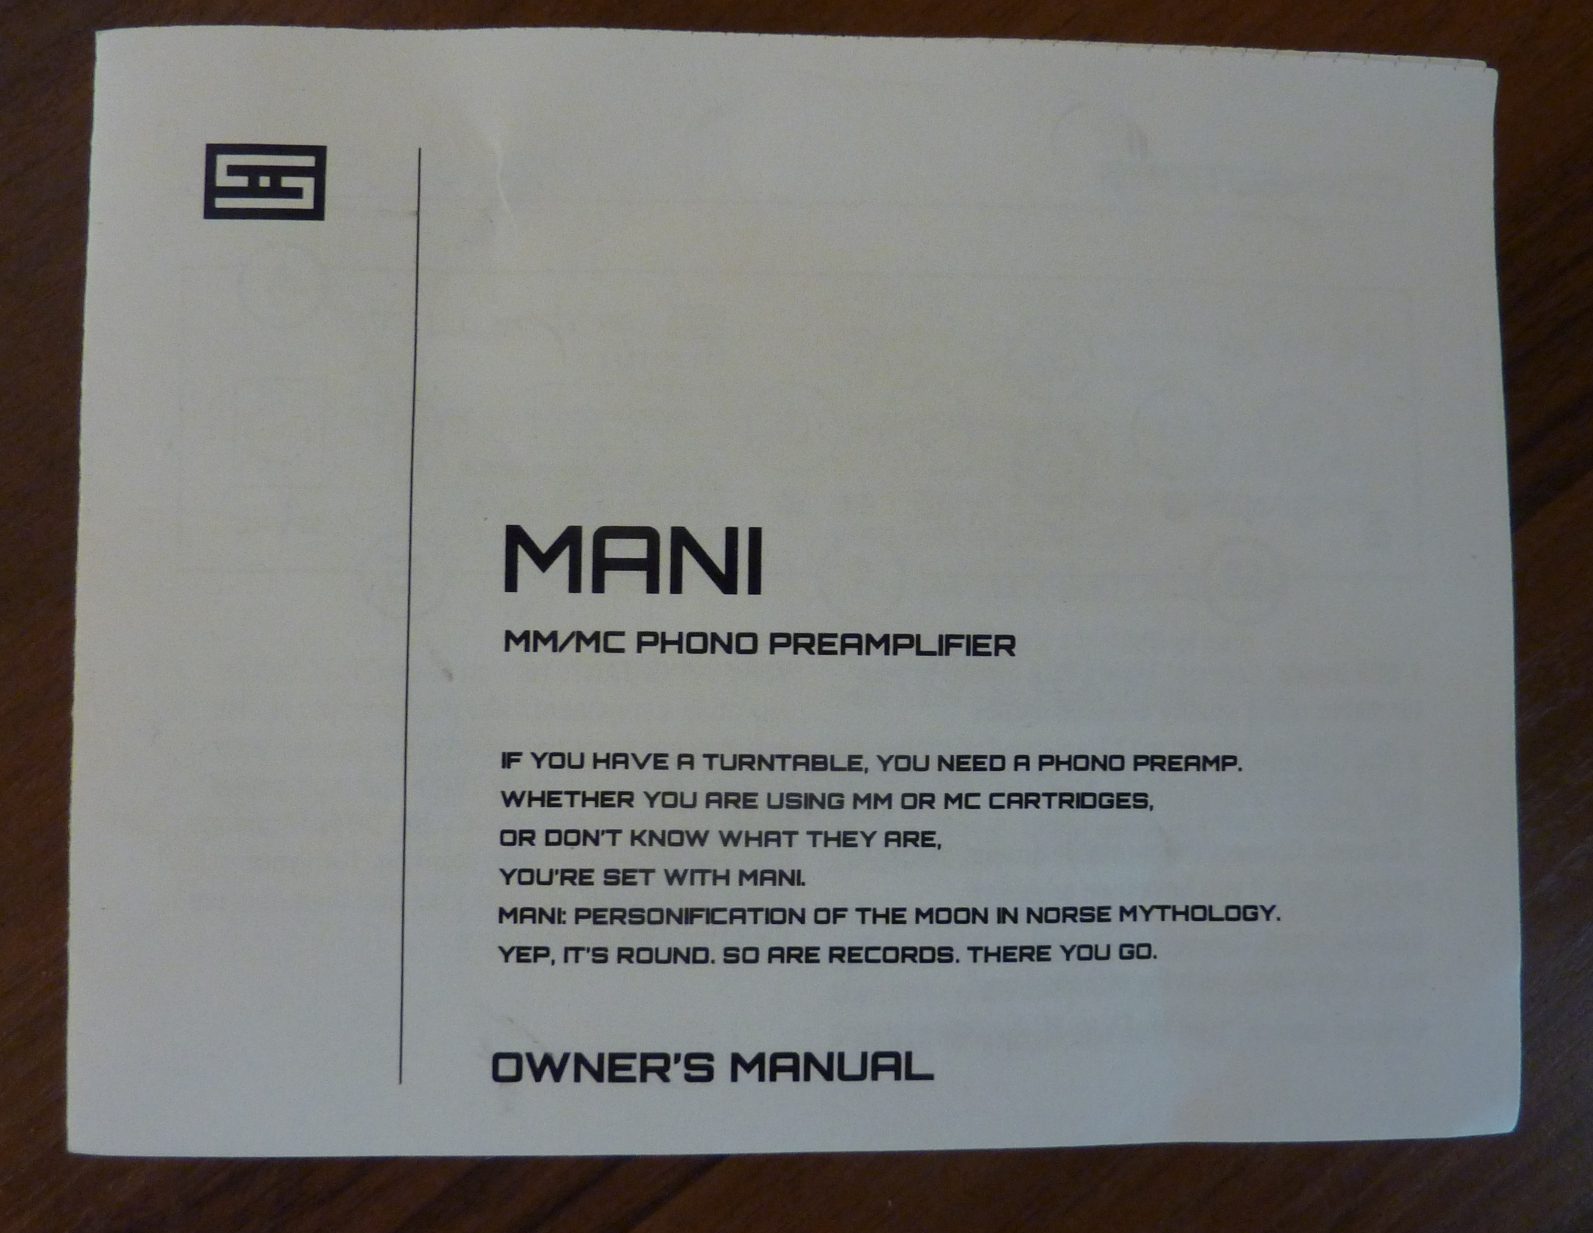 MANI
MM/MC PHONO PREAMPLIFIER
IF YOU HAVE A TURNTABLE, YOU NEED A PHONO PREAMP.
WHETHER YOU ARE USING MM OR MC CARTRIDGES,
OR DON'T KNOW WHAT THEY ARE,
YOU'RE SET WITH MANI.
MANI: PERSONIFICATION OF THE MOON IN NORSE MYTHOLOGY.
YEP, IT'S ROUND. SO ARE RECORDS. THERE YOU GO.
OWNER'S MANUAL